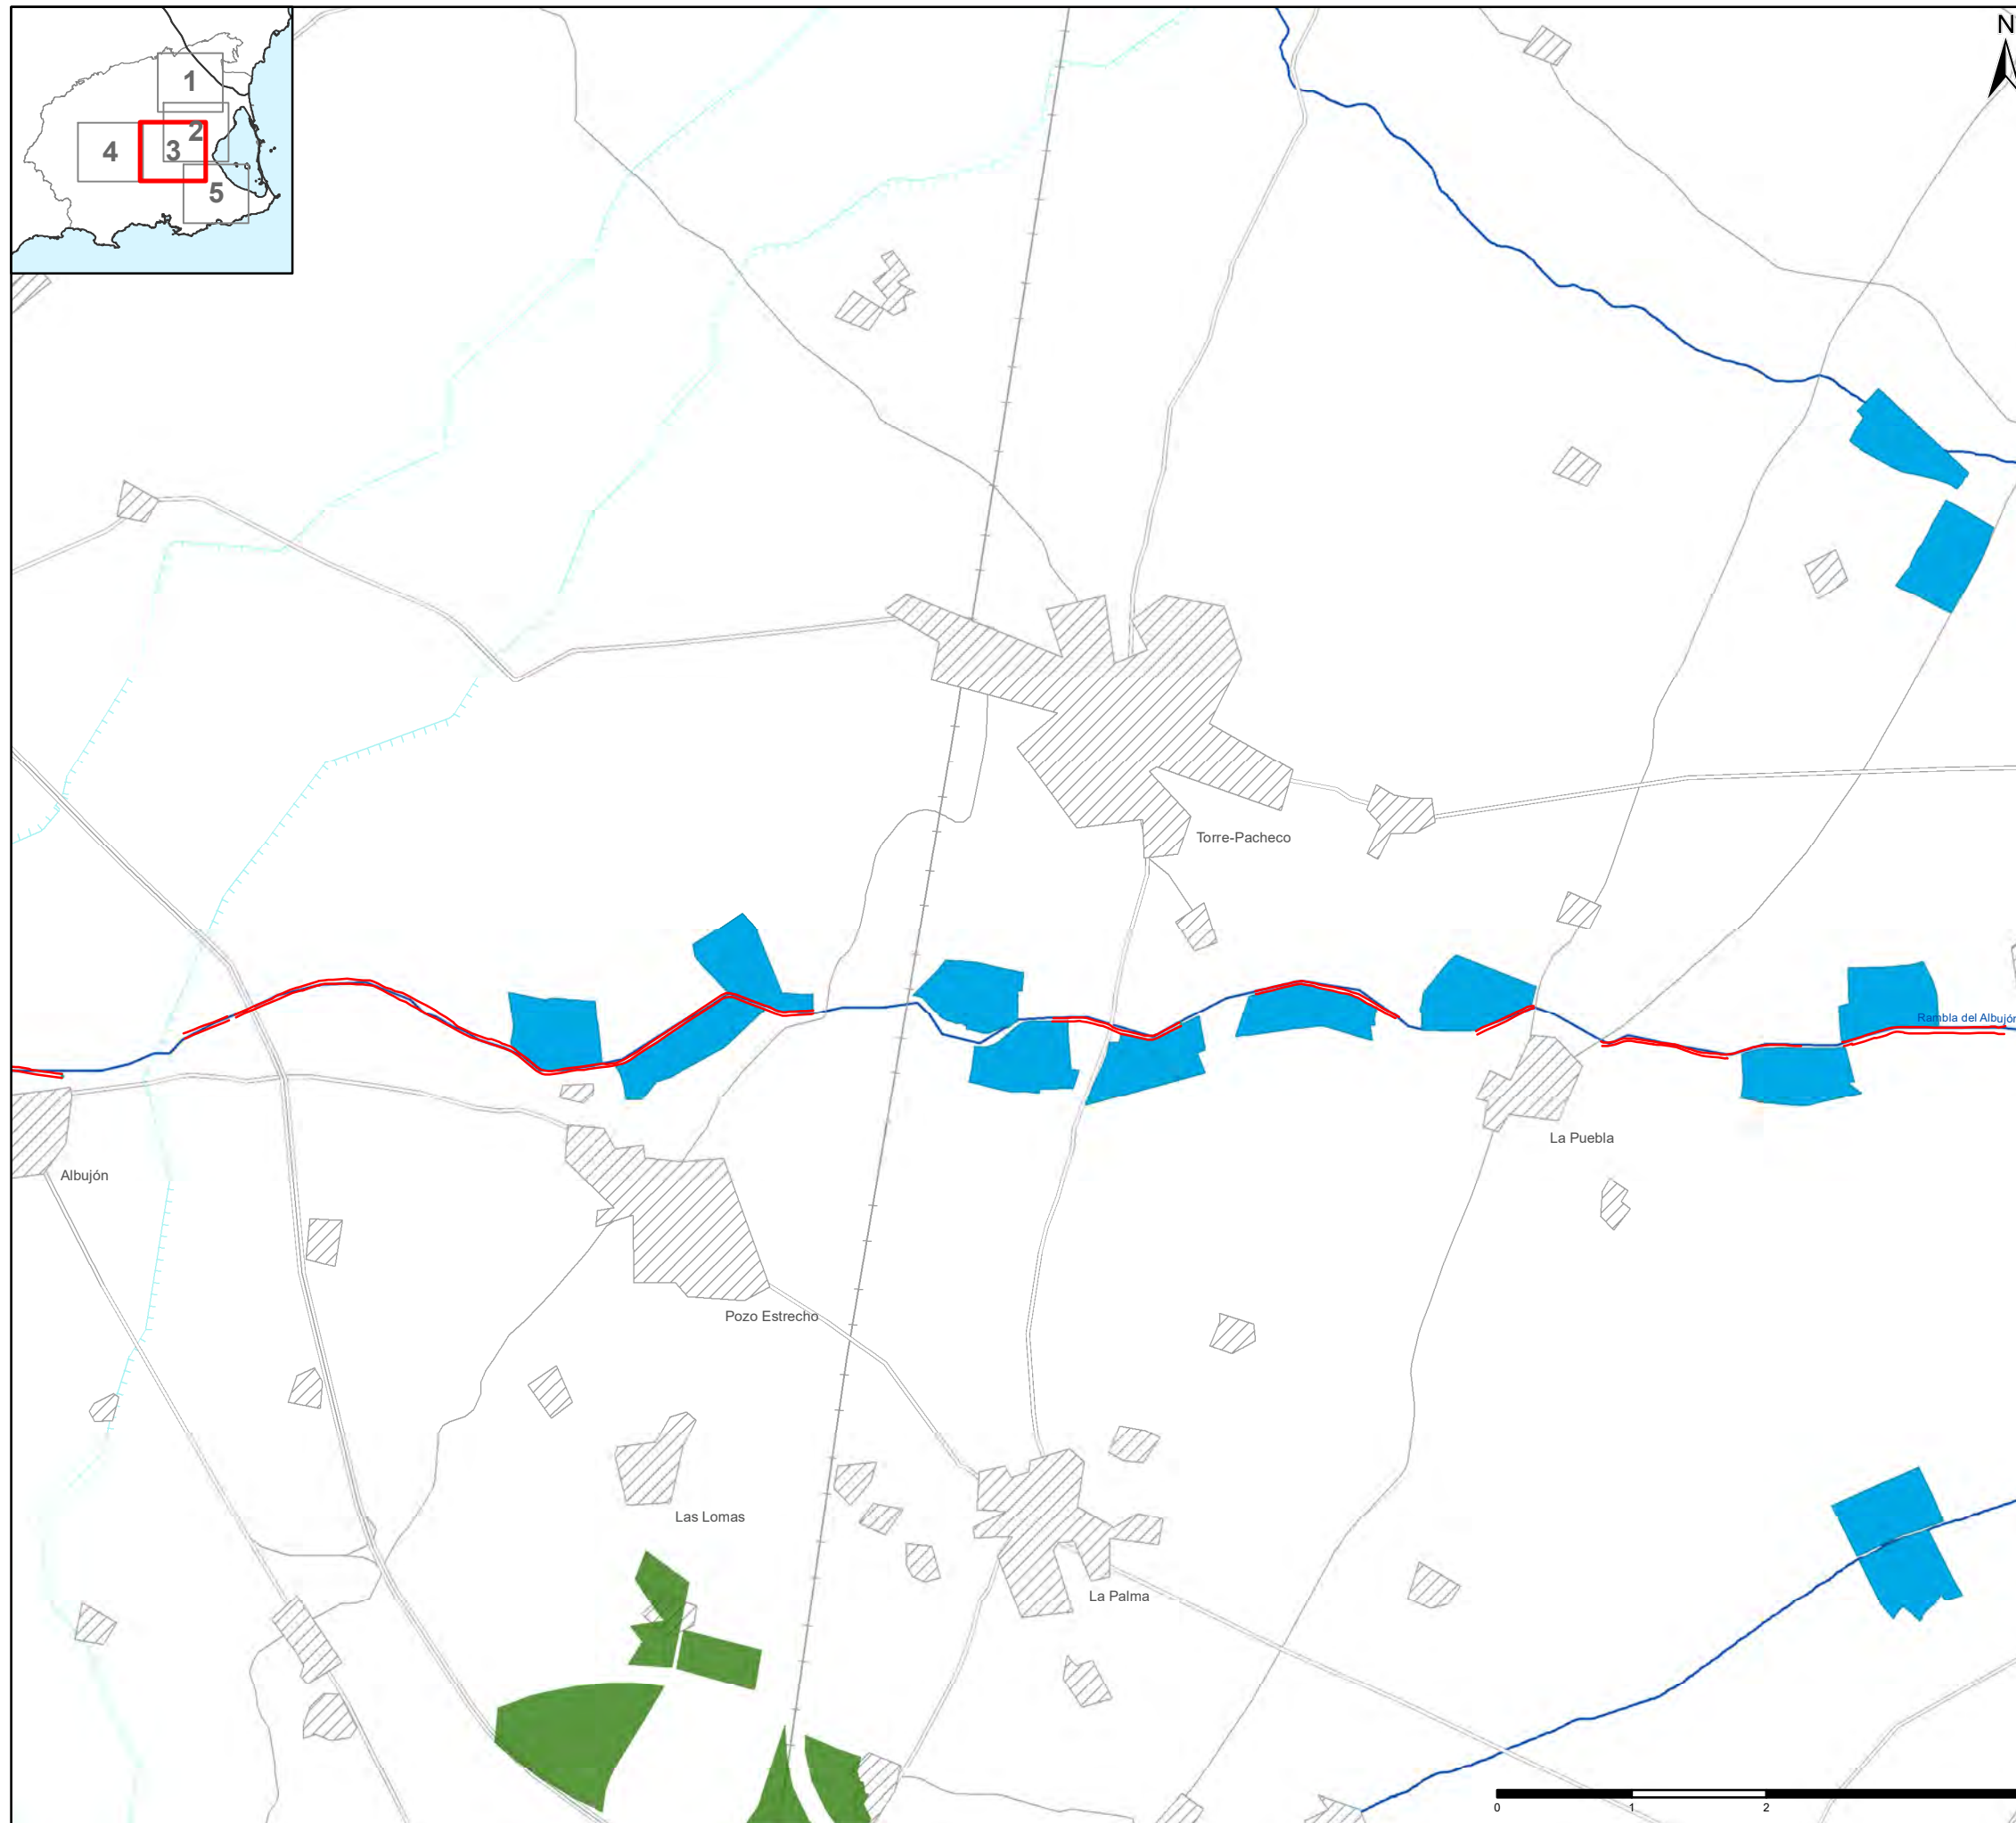 N
1
2
4
3
5
Torre-Pacheco
Rambla del Albujón
La Puebla
Albujón
Pozo Estrecho
Las Lomas
La Palma
0 1 2